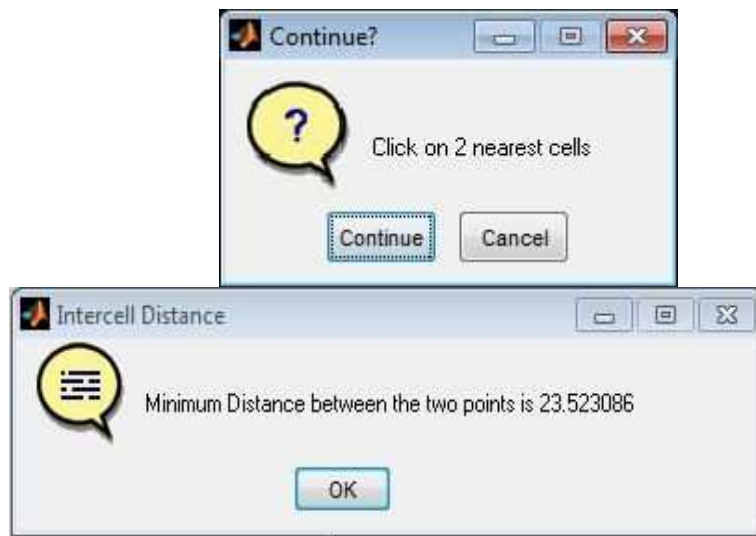 Continue?
?
Click on 2 nearest cells
Continue Cancel
Intercell Distance
Minimum Distance between the two points is 23.523086
OK